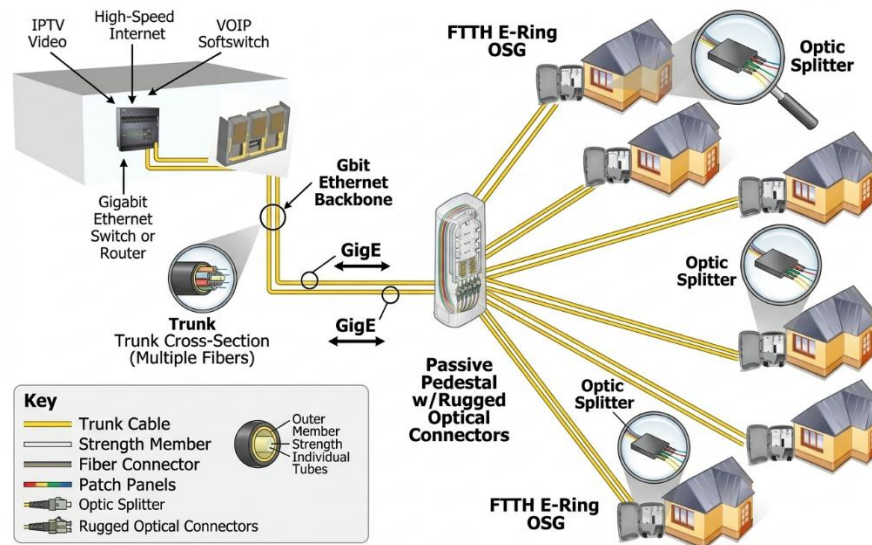 IPTV
Video
High-Speed
Internet
VOIP
Softswitch
Gigabit
Ethernet
Switch or
Router
Gbit
Ethernet
Backbone
GigE
GigE
Trunk
Trunk Cross-Section
(Multiple Fibers)
FTTH E-Ring
OSG
Optic
Splitter
Optic
Splitter
Passive
Pedestal
w/Rugged
Optical
Connectors
Optic
Splitter
FTTH E-Ring
OSG
Key
Trunk Cable
Strength Member
Fiber Connector
Patch Panels
Optic Splitter
Rugged Optical Connectors
Outer
Member
Strength
Individual
Tubes